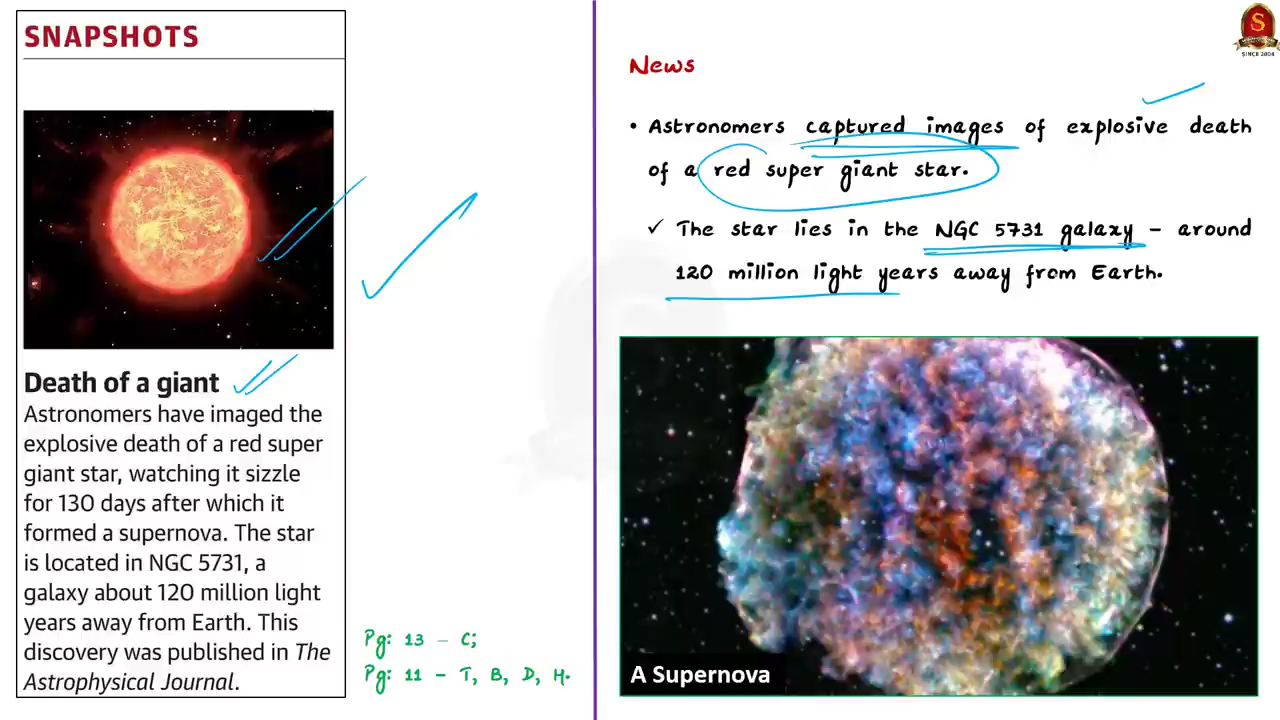 SNAPSHOTS
Death of a giant
Astronomers have imaged the
explosive death of a red super
giant star, watching it sizzle
for 130 days after which it
formed a supernova. The star
is located in NGC 5731, a
galaxy about 120 million light
years away from Earth. This
discovery was published in The
Astrophysical Journal.
Pg: 13 – C;
Pg: 11 – T, B, D, H.
S
SINCE 2004
News
• Astronomers captured images of explosive death
of a red super giant star.
✓ The star lies in the NGC 5731 galaxy – around
120 million light years away from Earth.
A Supernova